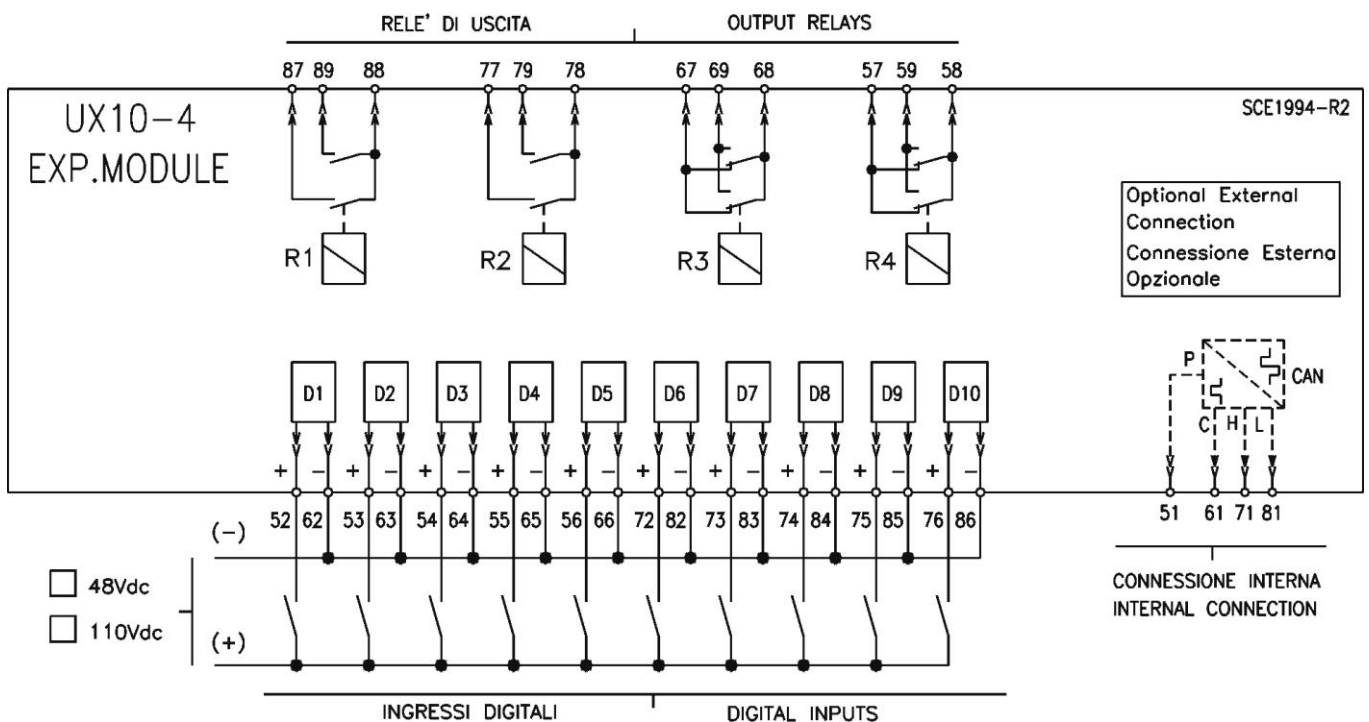 RELE' DI USCITA OUTPUT RELAYS
87 89 88 77 79 78 67 69 68 57 59 58
UX10-4
EXP.MODULE
SCE1994-R2
Optional External
Connection
Connessione Esterna
Opzionale
R1 R2 R3 R4
P CAN
D1 D2 D3 D4 D5 D6 D7 D8 D9 D10
C H L
+ – + – + – + – + – + – + – + – + – + –
52 62 53 63 54 64 55 65 56 66 72 82 73 83 74 84 75 85 76 86
51 61 71 81
(–)
48Vdc
110Vdc
(+)
CONNESSIONE INTERNA
INTERNAL CONNECTION
INGRESSI DIGITALI DIGITAL INPUTS